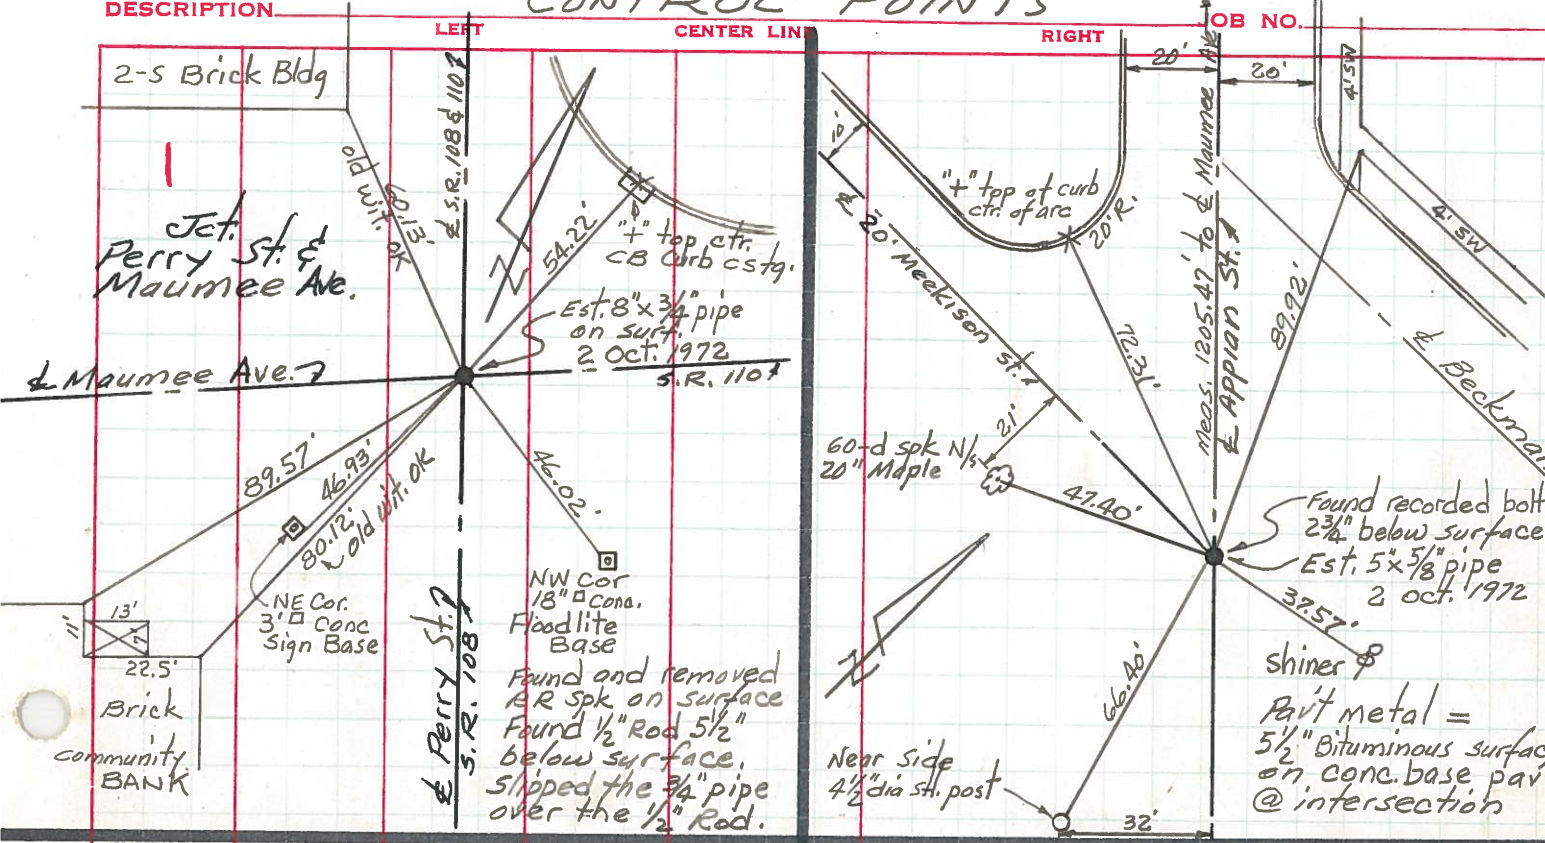 CONTROL POINTS
DESCRIPTION
OB NO.
LEFT
CENTER LIN
RIGHT
2-S Brick Bldg
1
Jct.
Perry St. &
Maumee Ave.
old wit. OK
60.13'
℄ S.R. 108 & 110
54.22'
"+" top ctr.
CB Curb cstg.
Est. 8" x 3/4" pipe
on surf.
2 Oct. 1972
℄ Maumee Ave.
S.R. 110
89.57'
46.93'
80.12'
Old wit. OK
46.02'
NE Cor.
3' □ Conc
Sign Base
NW Cor
18" □ Conc.
Floodlite
Base
11'
13'
7'
22.5'
Brick
Community
BANK
℄ Perry St.
S.R. 108
Found and removed
RR spk on surface
Found 1/2" Rod 5 1/2"
below surface.
Slipped the 3/4" pipe
over the 1/2" Rod.
20'
Ave
20'
4' SW
10'
℄ 20' Meekison St.
"+" top of curb
ctr. of arc
20' R.
Meas. 1205.42' to ℄ Maumee
℄ Appian St.
4' SW
72.31'
89.92'
℄ Beckman
21'
60-d spk N/s
20" Maple
47.40'
Found recorded bolt
2 3/4" below surface
Est. 5" x 5/8" pipe
2 Oct. 1972
37.57'
shiner
66.40'
Pav't metal =
5 1/2" Bituminous surfac
on conc. base pav
@ intersection
Near Side
4 1/2" dia stl. post
32'